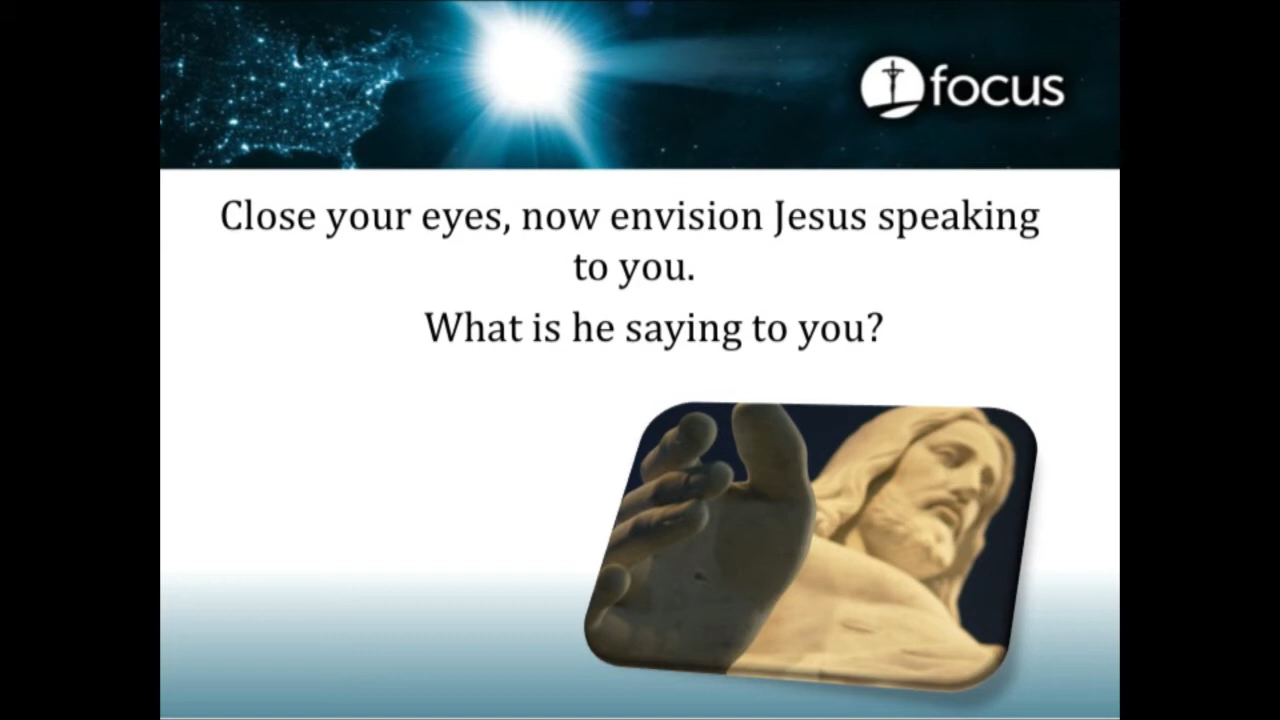 focus
Close your eyes, now envision Jesus speaking
to you.
What is he saying to you?